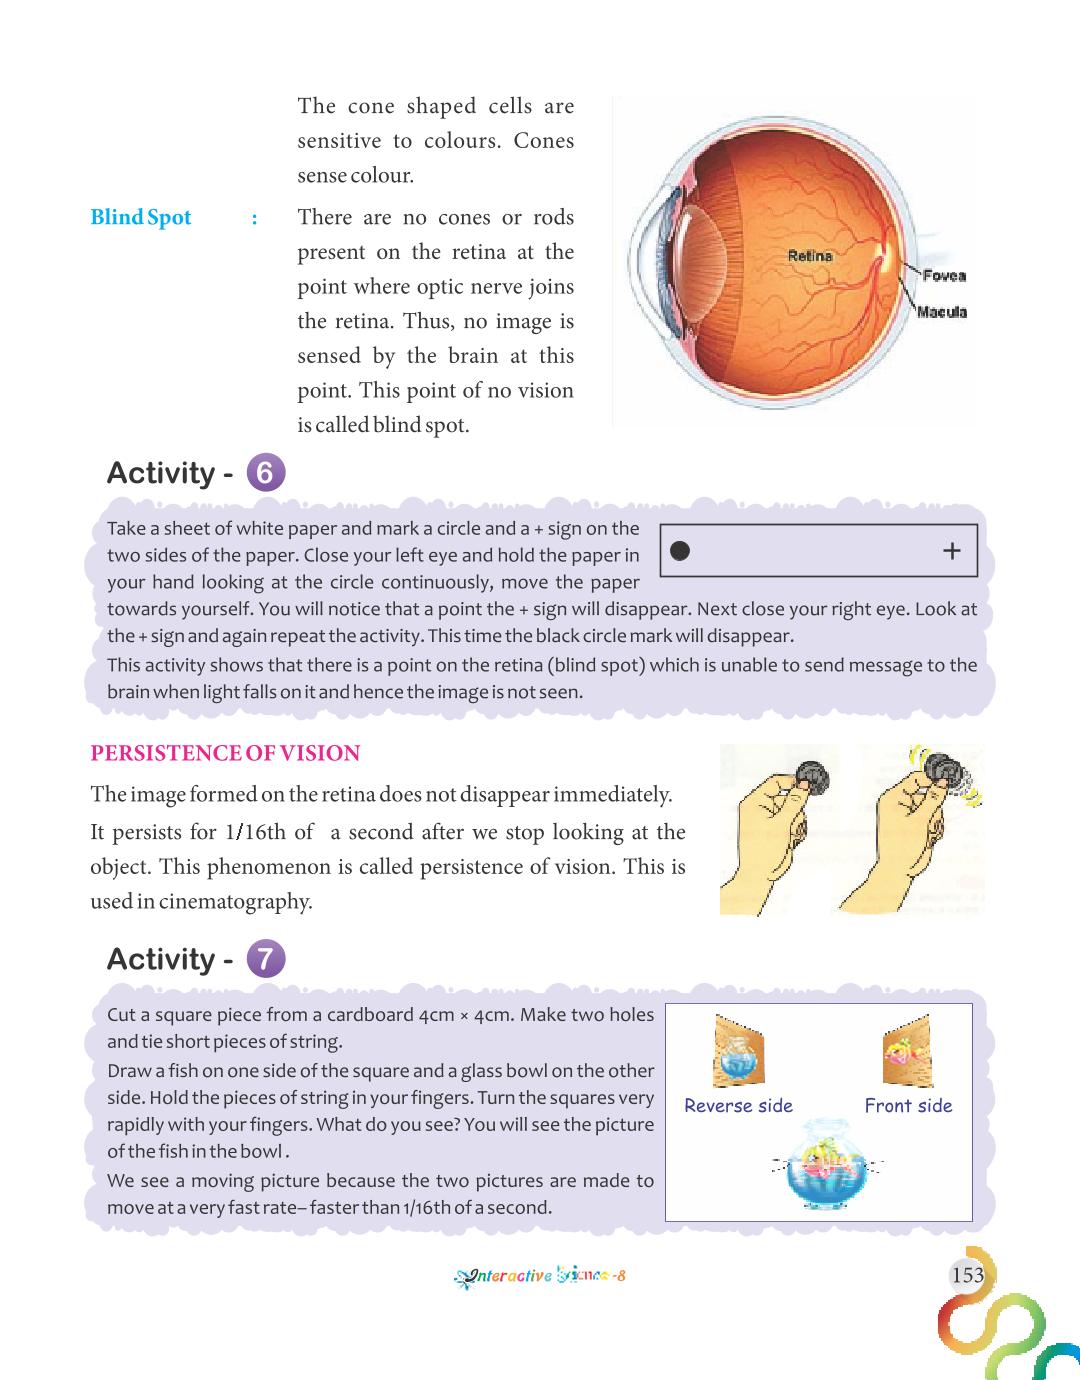 The cone shaped cells are
sensitive to colours. Cones
sense colour.
Blind Spot : There are no cones or rods
present on the retina at the
point where optic nerve joins
the retina. Thus, no image is
sensed by the brain at this
point. This point of no vision
is called blind spot.
Retina
Fovea
Macula
Activity - 6
Take a sheet of white paper and mark a circle and a + sign on the
two sides of the paper. Close your left eye and hold the paper in
your hand looking at the circle continuously, move the paper
towards yourself. You will notice that a point the + sign will disappear. Next close your right eye. Look at
the + sign and again repeat the activity. This time the black circle mark will disappear.
This activity shows that there is a point on the retina (blind spot) which is unable to send message to the
brain when light falls on it and hence the image is not seen.
+
PERSISTENCE OF VISION
The image formed on the retina does not disappear immediately.
It persists for 1/16th of a second after we stop looking at the
object. This phenomenon is called persistence of vision. This is
used in cinematography.
Activity - 7
Cut a square piece from a cardboard 4cm × 4cm. Make two holes
and tie short pieces of string.
Draw a fish on one side of the square and a glass bowl on the other
side. Hold the pieces of string in your fingers. Turn the squares very
rapidly with your fingers. What do you see? You will see the picture
of the fish in the bowl .
We see a moving picture because the two pictures are made to
move at a very fast rate– faster than 1/16th of a second.
Reverse side
Front side
Interactive Science -8
153